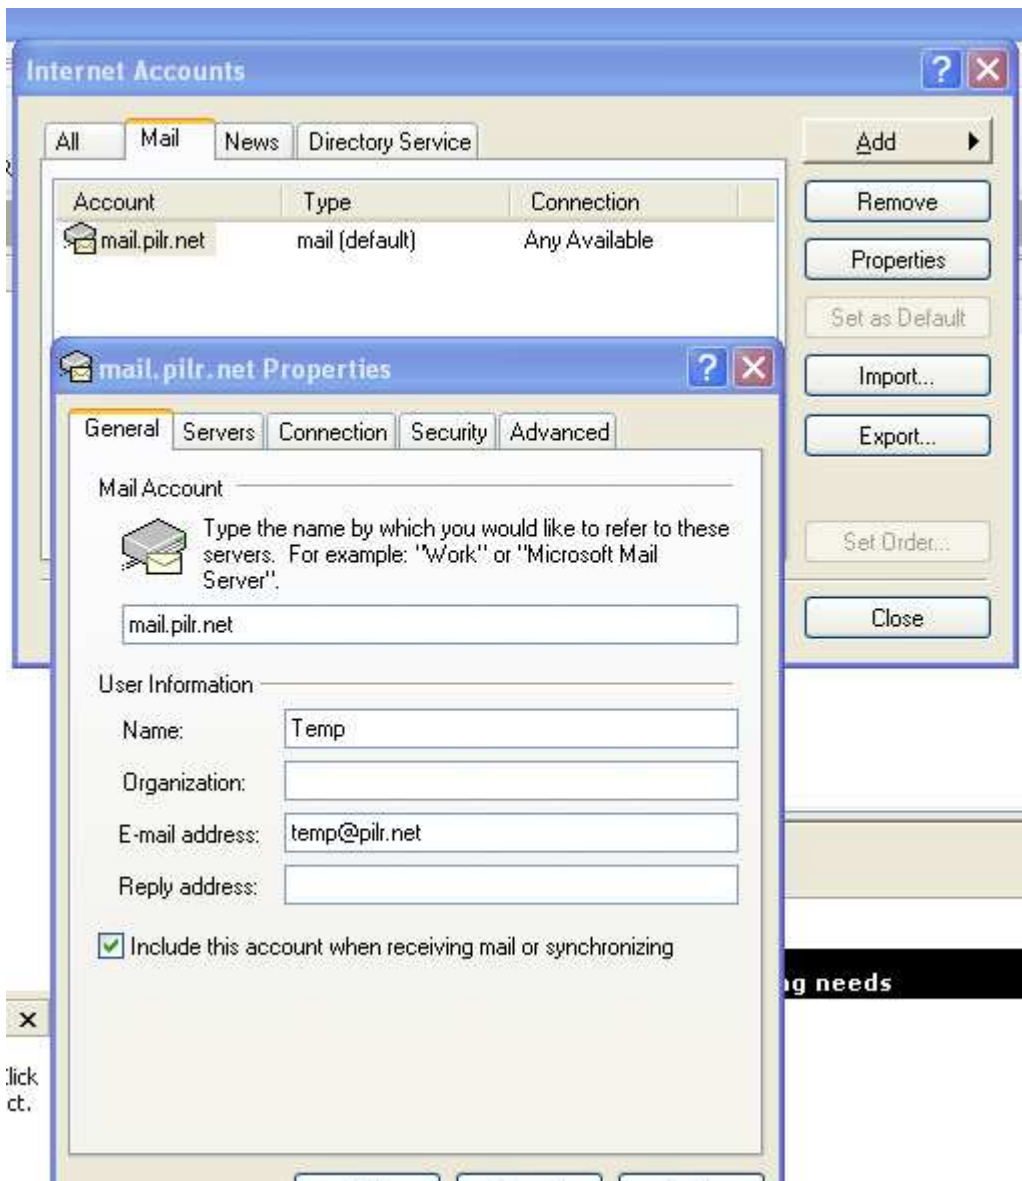 Internet Accounts
All Mail News Directory Service
Add
Account Type Connection
Remove
mail.pilr.net mail (default) Any Available
Properties
Set as Default
mail.pilr.net Properties
Import...
General Servers Connection Security Advanced
Export...
Mail Account
Type the name by which you would like to refer to these
servers. For example: "Work" or "Microsoft Mail
Server".
Set Order...
mail.pilr.net
Close
User Information
Name: Temp
Organization:
E-mail address: temp@pilr.net
Reply address:
Include this account when receiving mail or synchronizing
needs
ct.